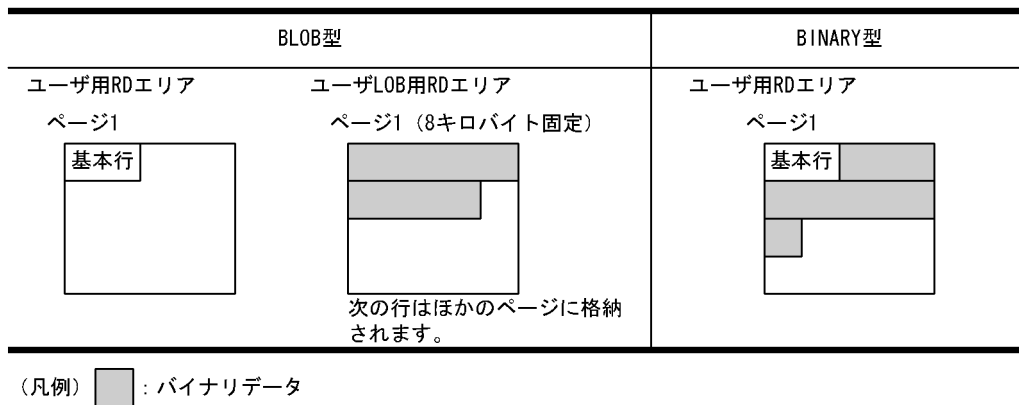 BLOB型
BINARY型
ユーザ用RDエリア
ユーザLOB用RDエリア
ユーザ用RDエリア
ページ1
ページ1（8キロバイト固定）
ページ1
基本行
基本行
次の行はほかのページに格納
されます。
（凡例）
：バイナリデータ